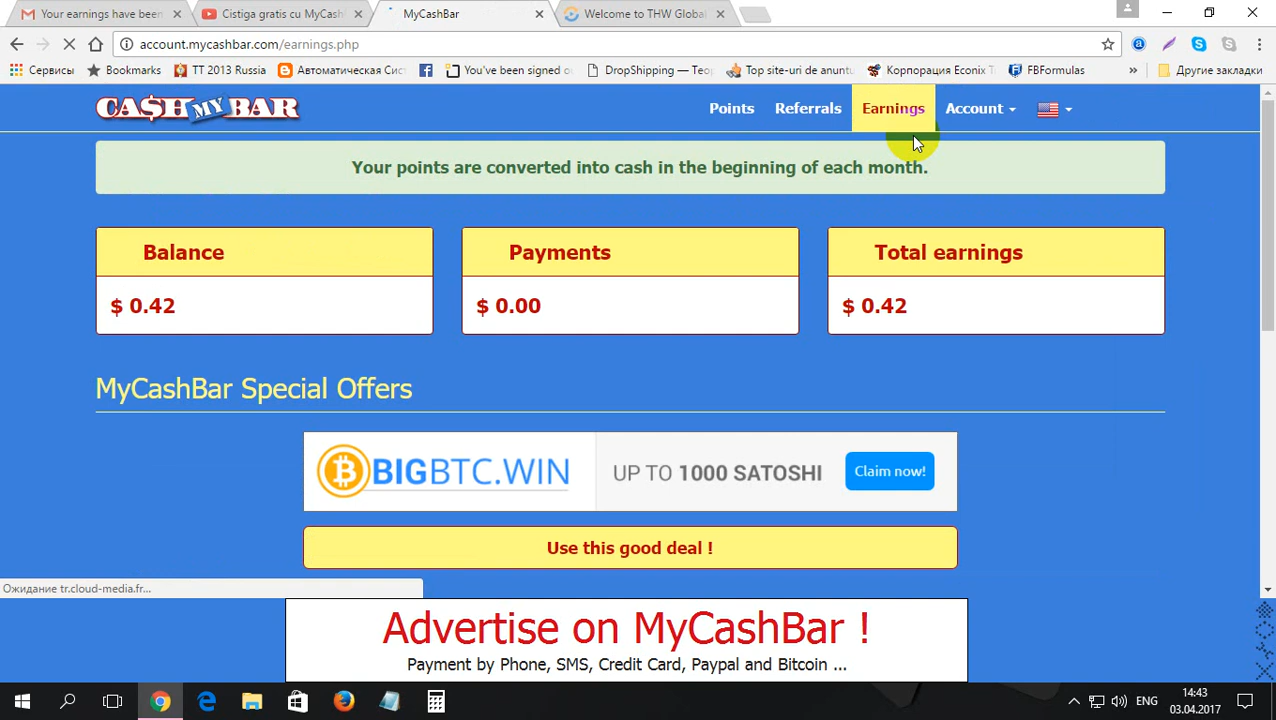 Your earnings have been
Cistiga gratis cu MyCash
MyCashBar
Welcome to THW Global
account.mycashbar.com/earnings.php
Сервисы
Bookmarks
TT 2013 Russia
Автоматическая Сис
You've been signed o
DropShipping — Teor
Top site-uri de anuntu
Корпорация Econix Тр
FBFormulas
»
Другие закладки
CA$H MY BAR
Points
Referrals
Earnings
Account
Your points are converted into cash in the beginning of each month.
Balance
Payments
Total earnings
$ 0.42
$ 0.00
$ 0.42
MyCashBar Special Offers
BIGBTC.WIN
UP TO 1000 SATOSHI
Claim now!
Use this good deal !
Ожидание tr.cloud-media.fr...
Advertise on MyCashBar !
Payment by Phone, SMS, Credit Card, Paypal and Bitcoin ...
ENG
14:43
03.04.2017